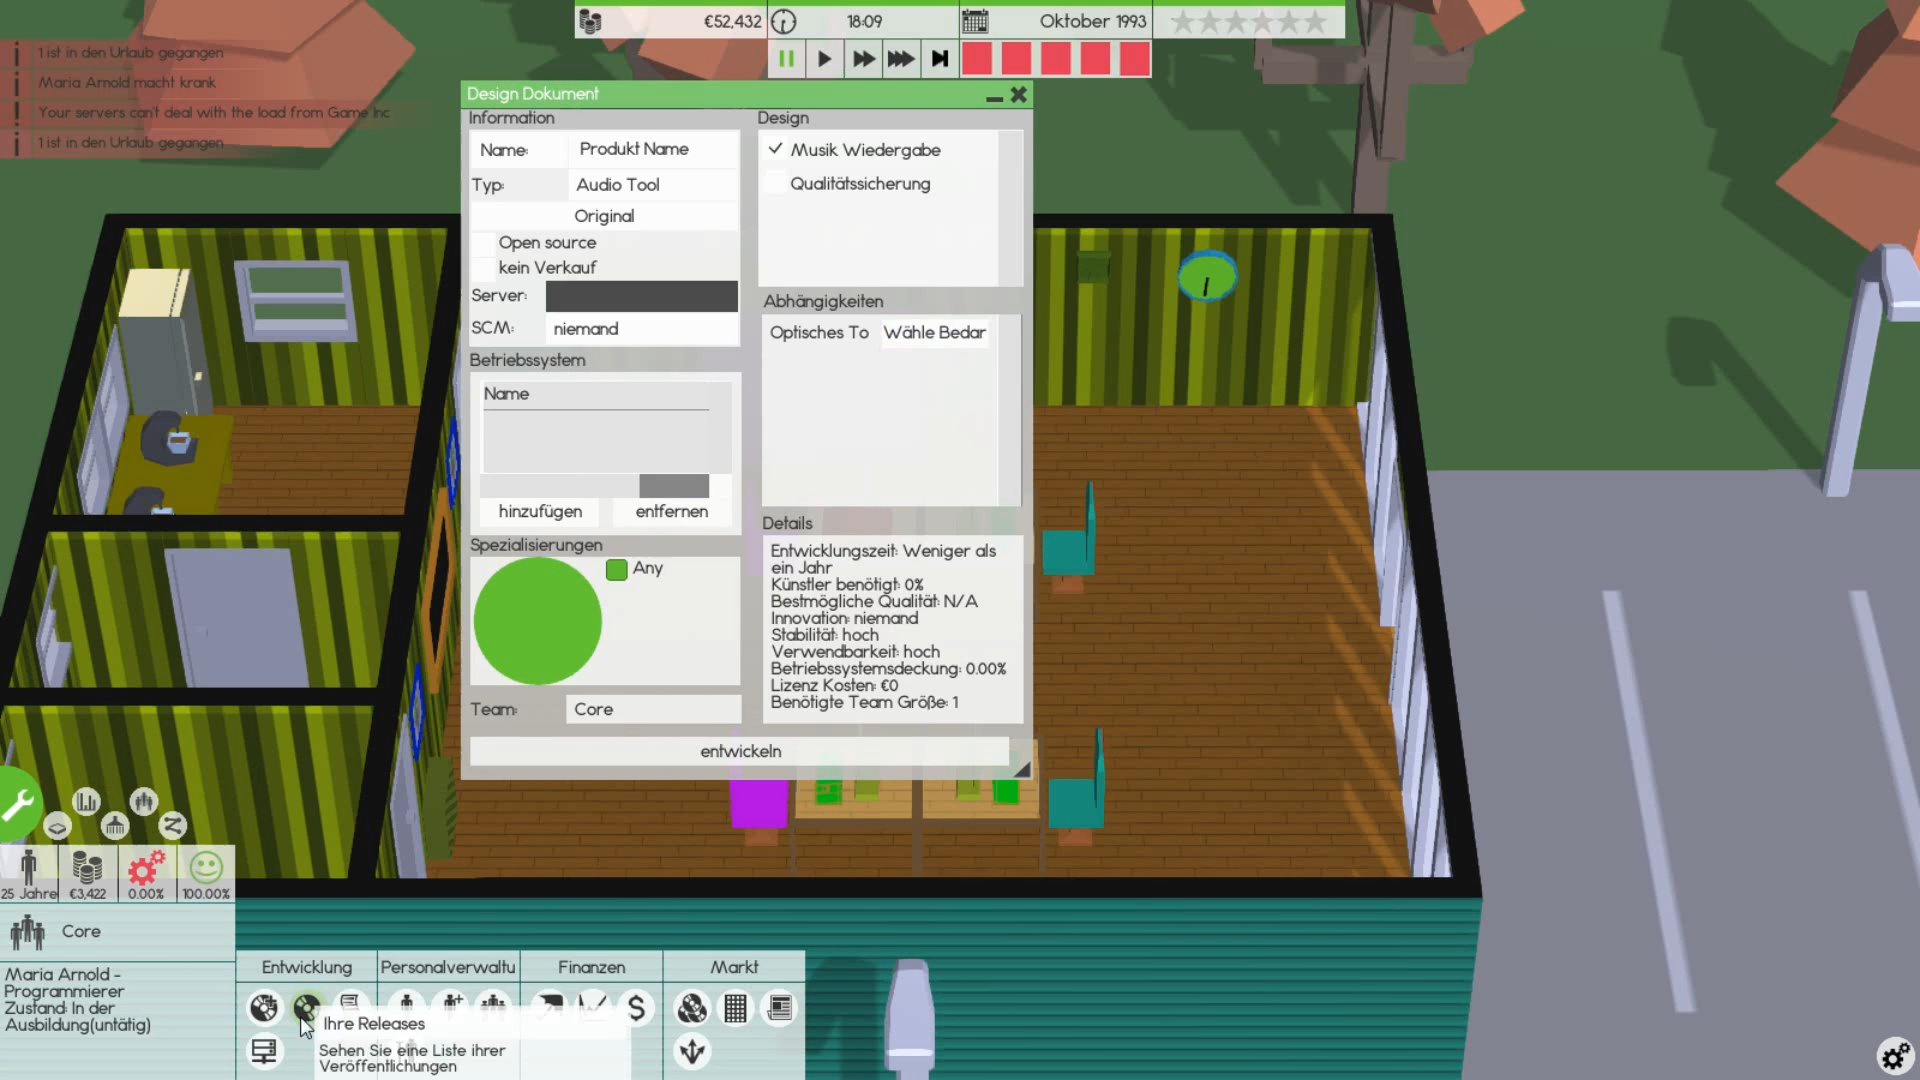 €52,432
18:09
Oktober 1993
1 ist in den Urlaub gegangen
Maria Arnold macht krank
Your servers can't deal with the load from Game Inc
1 ist in den Urlaub gegangen
Design Dokument
Information
Name:
Produkt Name
Typ:
Audio Tool
Original
Open source
kein Verkauf
Server:
SCM:
niemand
Betriebssystem
Name
hinzufügen
entfernen
Spezialisierungen
Any
Team:
Core
Design
Musik Wiedergabe
Qualitätssicherung
Abhängigkeiten
Optisches To
Wähle Bedar
Details
Entwicklungszeit: Weniger als
ein Jahr
Künstler benötigt: 0%
Bestmögliche Qualität: N/A
Innovation: niemand
Stabilität: hoch
Verwendbarkeit: hoch
Betriebssystemsdeckung: 0.00%
Lizenz Kosten: €0
Benötigte Team Größe: 1
entwickeln
25 Jahre
€3,422
0.00%
100.00%
Core
Maria Arnold -
Programmierer
Zustand: In der
Ausbildung(untätig)
Entwicklung
Personalverwaltu
Finanzen
Markt
Ihre Releases
Sehen Sie eine Liste ihrer
Veröffentlichungen